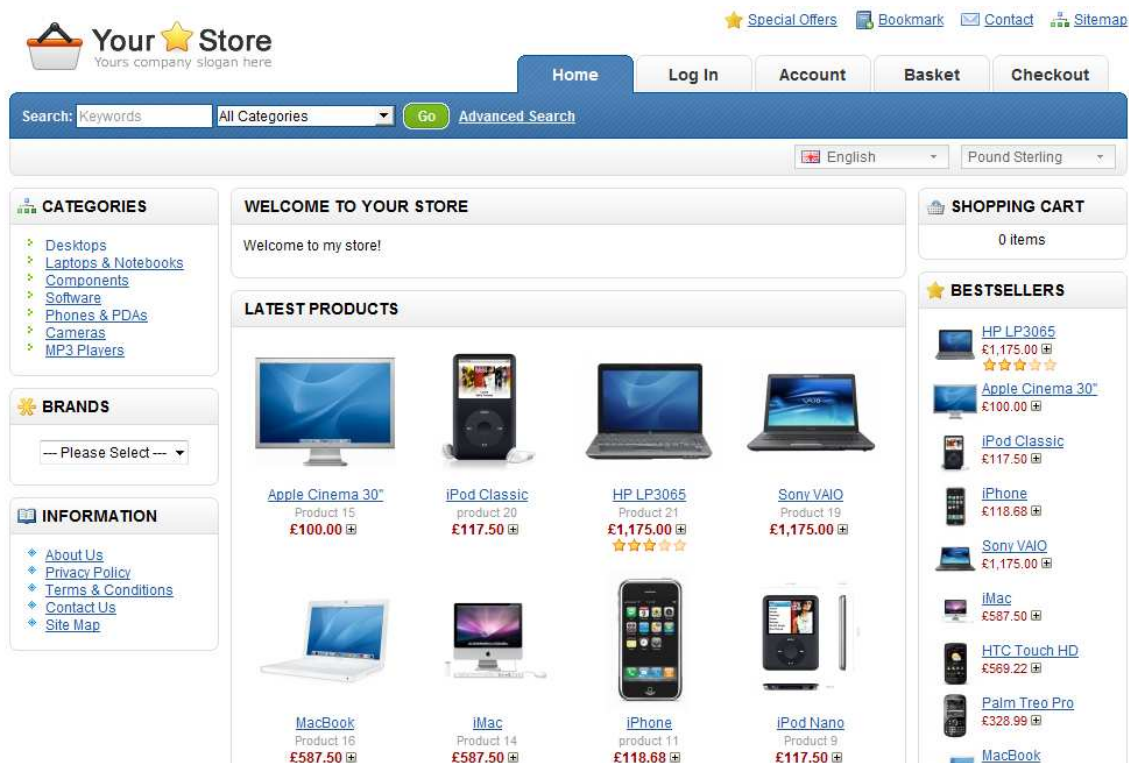 Special Offers Bookmark Contact Sitemap
Your Store
Yours company slogan here
Home Log In Account Basket Checkout
Search: Keywords All Categories Go Advanced Search
English Pound Sterling
CATEGORIES
Desktops
Laptops & Notebooks
Components
Software
Phones & PDAs
Cameras
MP3 Players
BRANDS
--- Please Select ---
INFORMATION
About Us
Privacy Policy
Terms & Conditions
Contact Us
Site Map
WELCOME TO YOUR STORE
Welcome to my store!
LATEST PRODUCTS
Apple Cinema 30" iPod Classic HP LP3065 Sony VAIO
Product 15 product 20 Product 21 Product 19
£100.00 £117.50 £1,175.00 £1,175.00
MacBook iMac iPhone iPod Nano
Product 16 Product 14 product 11 Product 9
£587.50 £587.50 £118.68 £117.50
SHOPPING CART
0 items
BESTSELLERS
HP LP3065
£1,175.00
Apple Cinema 30"
£100.00
iPod Classic
£117.50
iPhone
£118.68
Sony VAIO
£1,175.00
iMac
£587.50
HTC Touch HD
£569.22
Palm Treo Pro
£328.99
MacBook